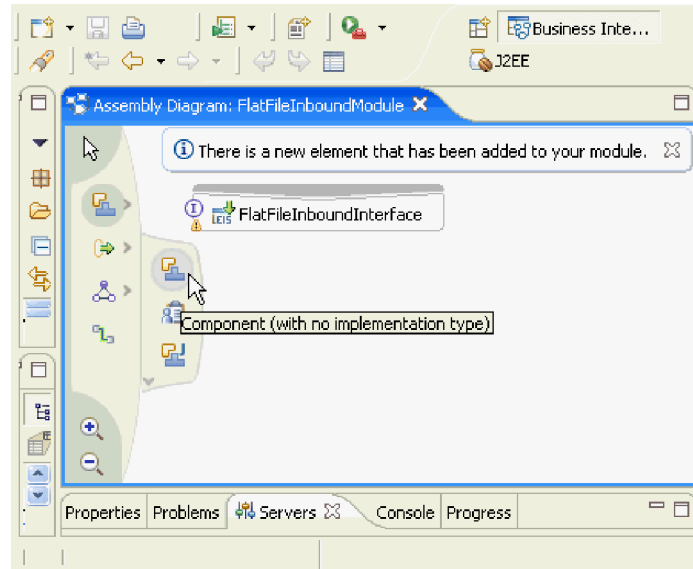 Business Inte...
J2EE
Assembly Diagram: FlatFileInboundModule
There is a new element that has been added to your module.
FlatFileInboundInterface
Component (with no implementation type)
Properties Problems Servers Console Progress